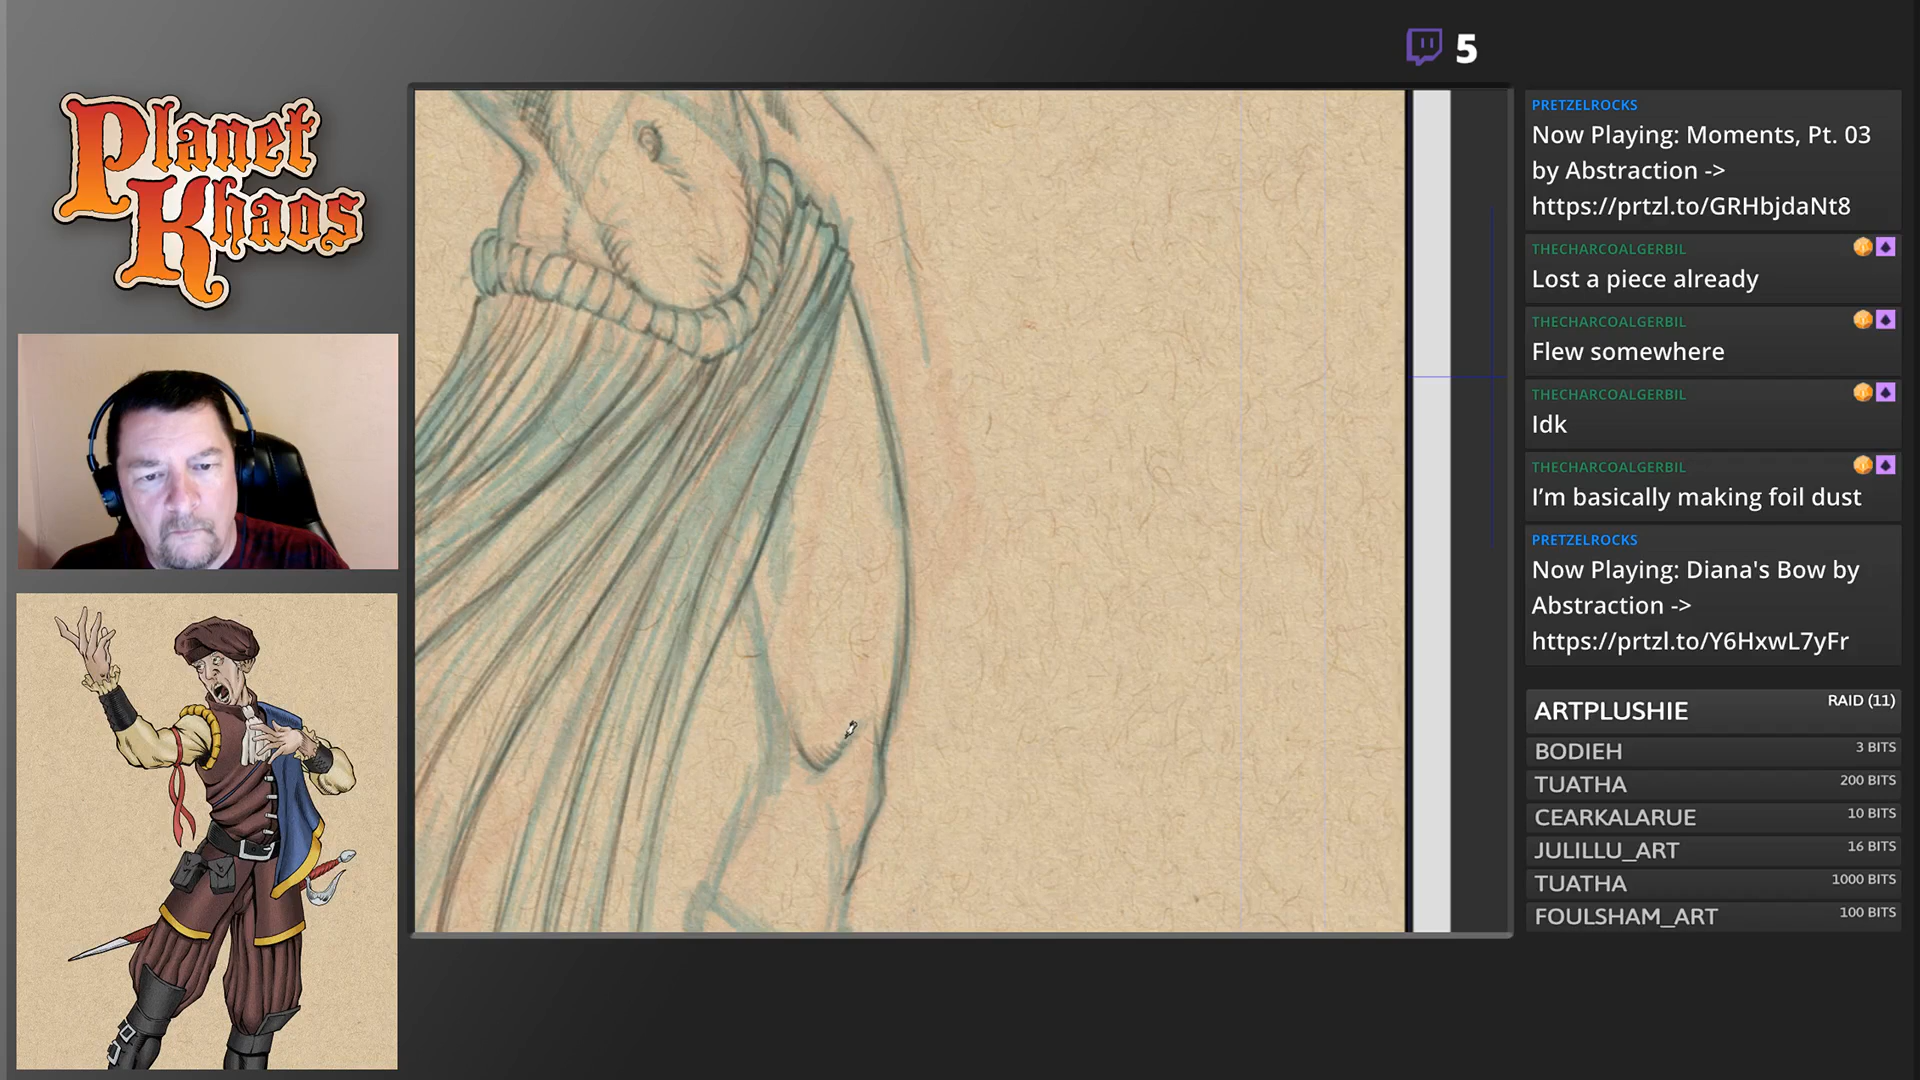 5
Planet
Khaos
PRETZELROCKS
Now Playing: Moments, Pt. 03
by Abstraction ->
https://prtzl.to/GRHbjdaNt8
THECHARCOALGERBIL
Lost a piece already
THECHARCOALGERBIL
Flew somewhere
THECHARCOALGERBIL
Idk
THECHARCOALGERBIL
I’m basically making foil dust
PRETZELROCKS
Now Playing: Diana's Bow by
Abstraction ->
https://prtzl.to/Y6HxwL7yFr
ARTPLUSHIE RAID (11)
BODIEH 3 BITS
TUATHA 200 BITS
CEARKALARUE 10 BITS
JULILLU_ART 16 BITS
TUATHA 1000 BITS
FOULSHAM_ART 100 BITS